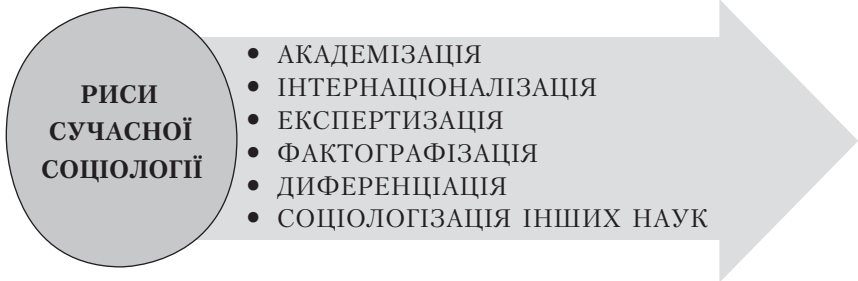 РИСИ
СУЧАСНОЇ
СОЦІОЛОГІЇ
• АКАДЕМІЗАЦІЯ
• ІНТЕРНАЦІОНАЛІЗАЦІЯ
• ЕКСПЕРТИЗАЦІЯ
• ФАКТОГРАФІЗАЦІЯ
• ДИФЕРЕНЦІАЦІЯ
• СОЦІОЛОГІЗАЦІЯ ІНШИХ НАУК